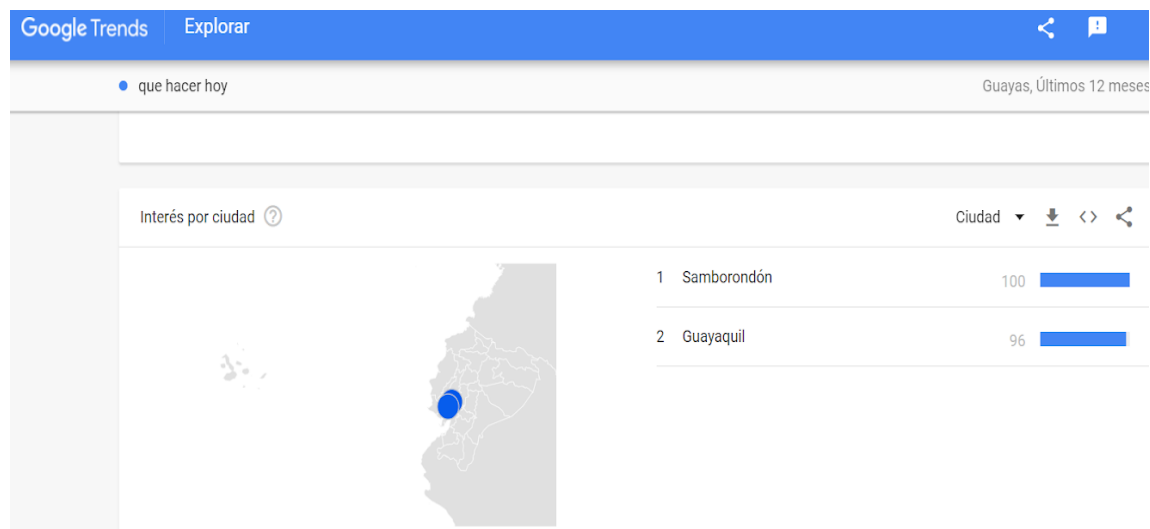 Google Trends Explorar
que hacer hoy Guayas, Últimos 12 meses
Interés por ciudad Ciudad
1 Samborondón 100
2 Guayaquil 96